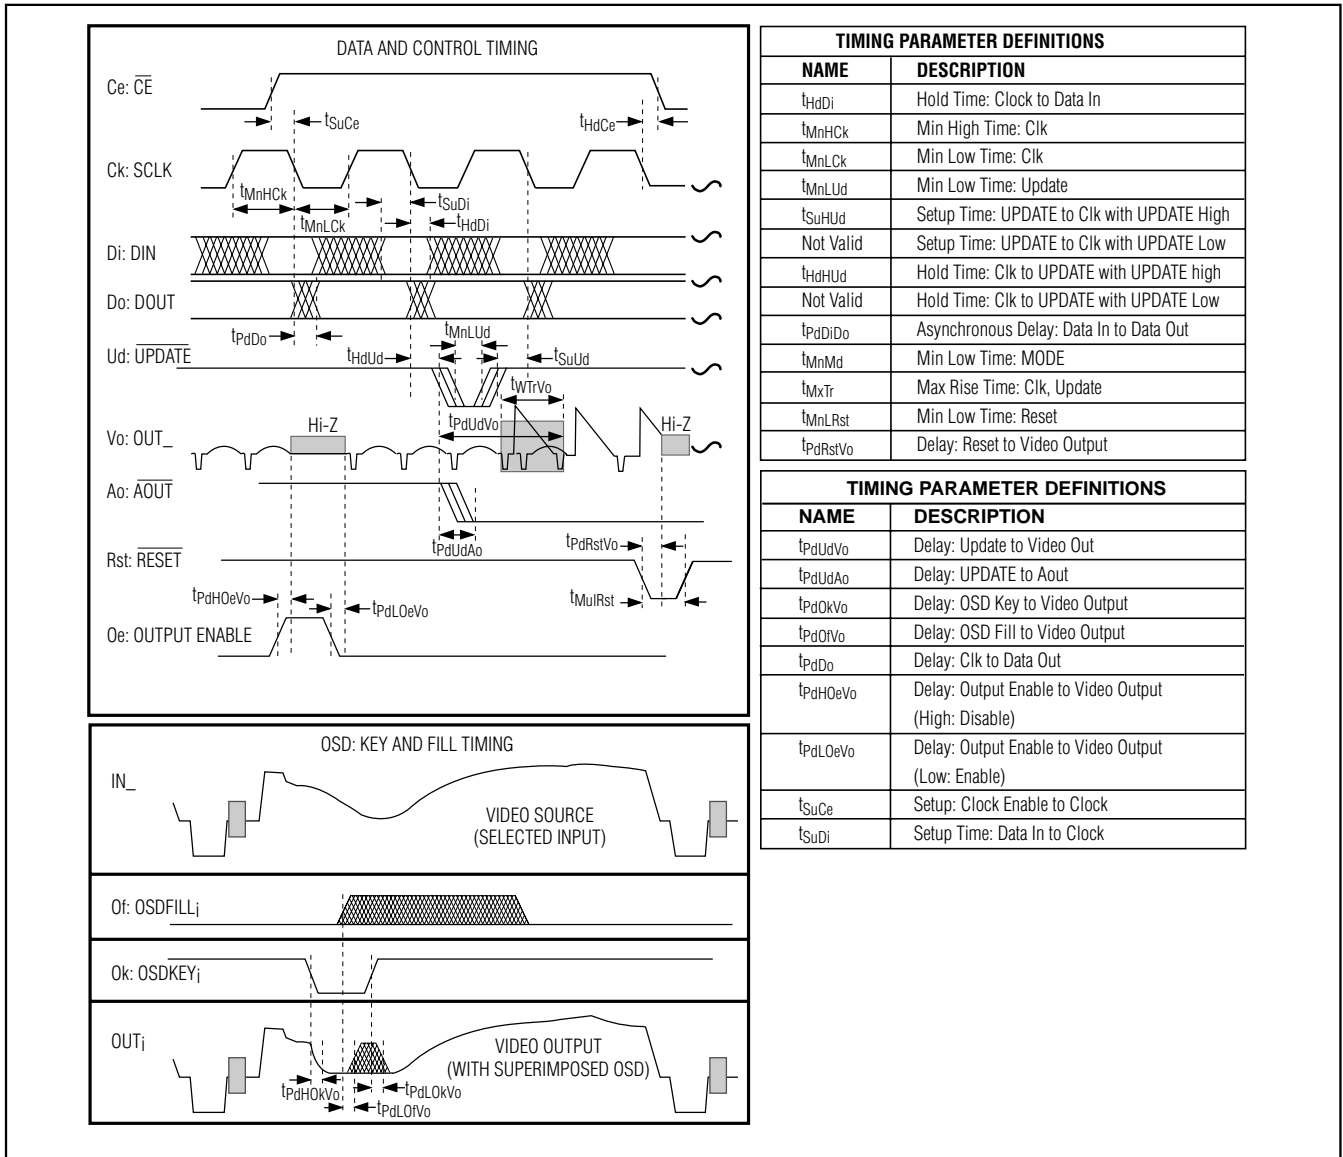 DATA AND CONTROL TIMING
Ce: CE
tSuCe
tHdCe
Ck: SCLK
tMnHCk
tMnLCk
tSuDi
tHdDi
Di: DIN
Do: DOUT
tPdDo
tMnLUd
Ud: UPDATE
tHdUd
tSuUd
tWTrVo
tPdUdVo
Vo: OUT_
Hi-Z
Hi-Z
Ao: AOUT
tPdUdAo
tPdRstVo
Rst: RESET
tPdHOeVo
tPdLOeVo
tMulRst
Oe: OUTPUT ENABLE
OSD: KEY AND FILL TIMING
IN_
VIDEO SOURCE
(SELECTED INPUT)
Of: OSDFILLi
Ok: OSDKEYi
OUTi
VIDEO OUTPUT
(WITH SUPERIMPOSED OSD)
tPdHOkVo
tPdLOkVo
tPdLOfVo
TIMING PARAMETER DEFINITIONS
NAME DESCRIPTION
tHdDi Hold Time: Clock to Data In
tMnHCk Min High Time: Clk
tMnLCk Min Low Time: Clk
tMnLUd Min Low Time: Update
tSuHUd Setup Time: UPDATE to Clk with UPDATE High
Not Valid Setup Time: UPDATE to Clk with UPDATE Low
tHdHUd Hold Time: Clk to UPDATE with UPDATE high
Not Valid Hold Time: Clk to UPDATE with UPDATE Low
tPdDiDo Asynchronous Delay: Data In to Data Out
tMnMd Min Low Time: MODE
tMxTr Max Rise Time: Clk, Update
tMnLRst Min Low Time: Reset
tPdRstVo Delay: Reset to Video Output
TIMING PARAMETER DEFINITIONS
NAME DESCRIPTION
tPdUdVo Delay: Update to Video Out
tPdUdAo Delay: UPDATE to Aout
tPdOkVo Delay: OSD Key to Video Output
tPdOfVo Delay: OSD Fill to Video Output
tPdDo Delay: Clk to Data Out
tPdHOeVo Delay: Output Enable to Video Output
(High: Disable)
tPdLOeVo Delay: Output Enable to Video Output
(Low: Enable)
tSuCe Setup: Clock Enable to Clock
tSuDi Setup Time: Data In to Clock